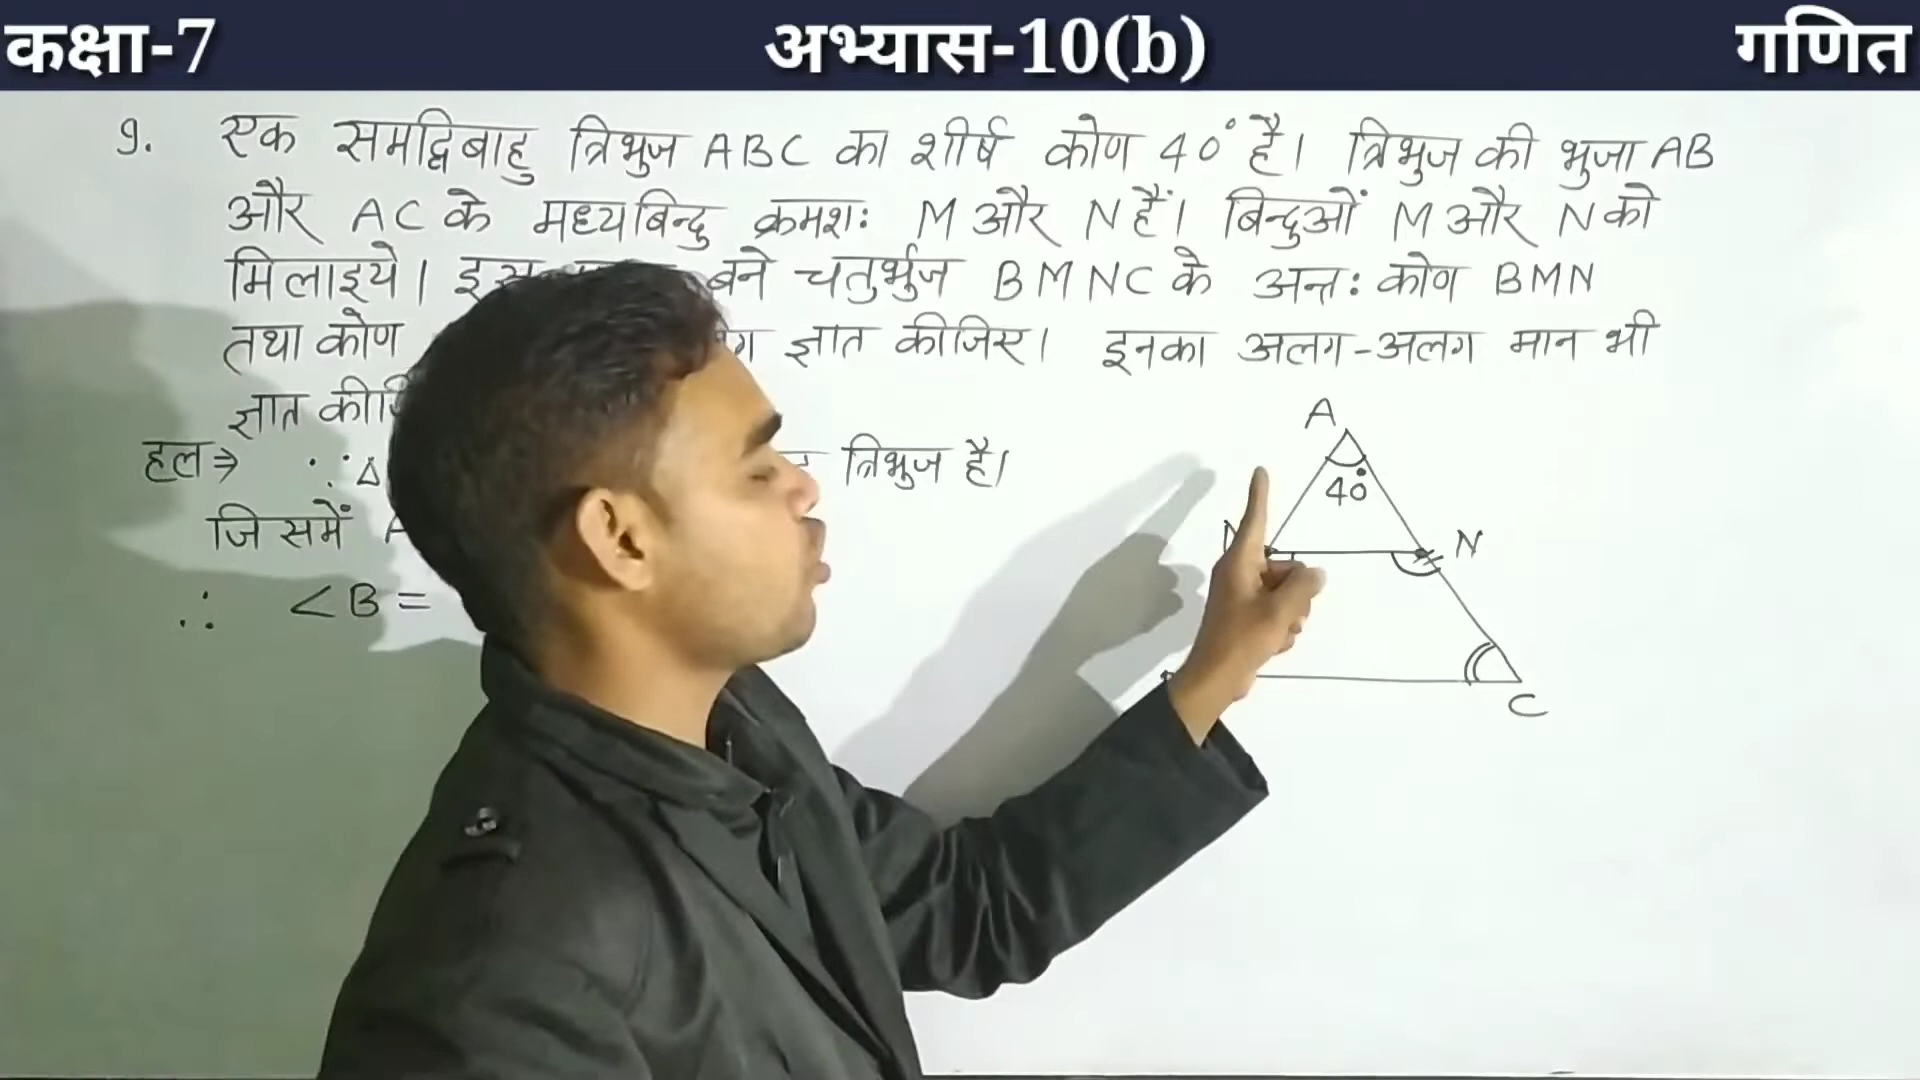 कक्षा-7 अभ्यास-10(b) गणित
9. एक समद्विबाहु त्रिभुज ABC का शीर्ष कोण 40° है। त्रिभुज की भुजा AB
और AC के मध्यबिन्दु क्रमशः M और N हैं। बिन्दुओं M और N को
मिलाइये। बने चतुर्भुज BMNC के अन्तः कोण BMN
तथा कोण ज्ञात कीजिए। इनका अलग-अलग मान भी
ज्ञात
हल⇒ ∵ Δ त्रिभुज है।
जिसमें
∴ ∠B =
A
40°
N
C